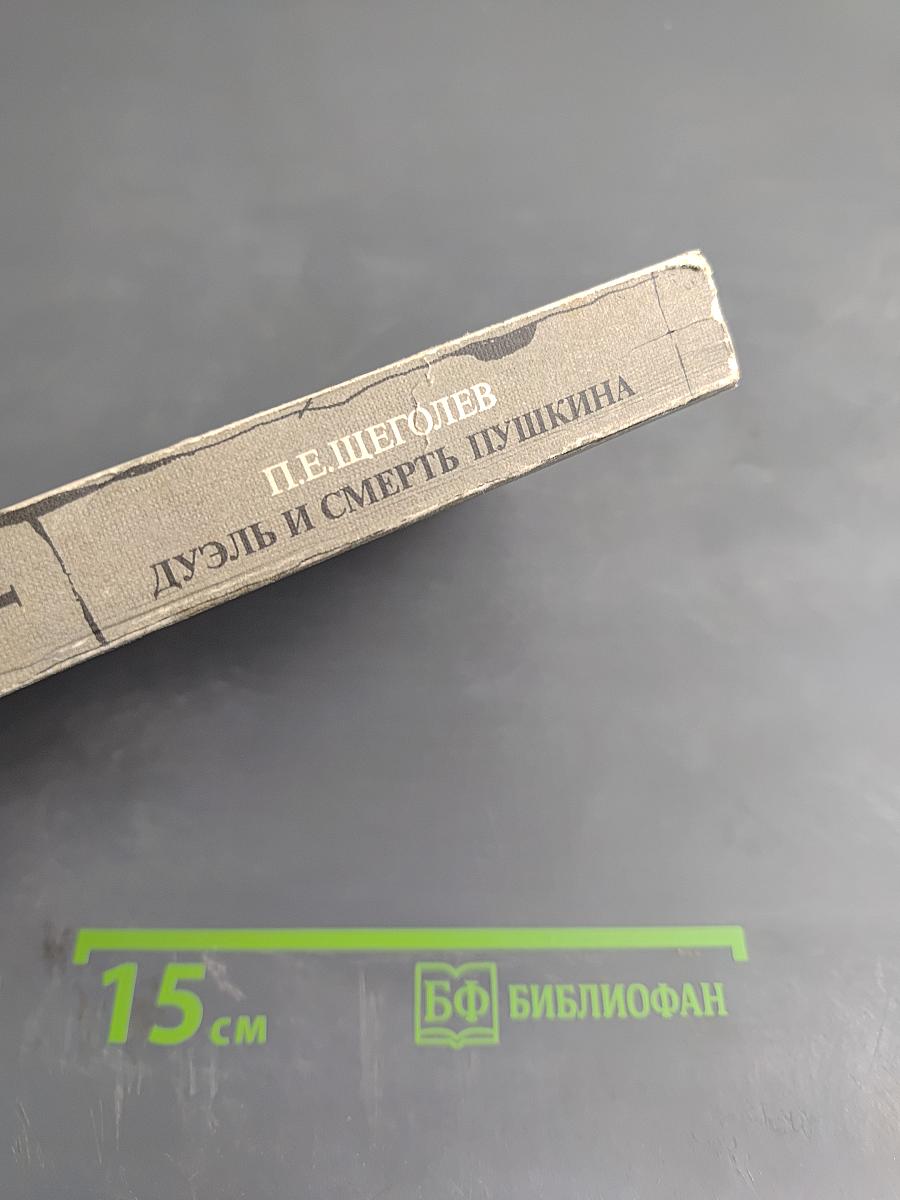 П.Е.ЩЕГОЛЕВ
ДУЭЛЬ И СМЕРТЬ ПУШКИНА
15 см
БФ БИБЛИОФАН